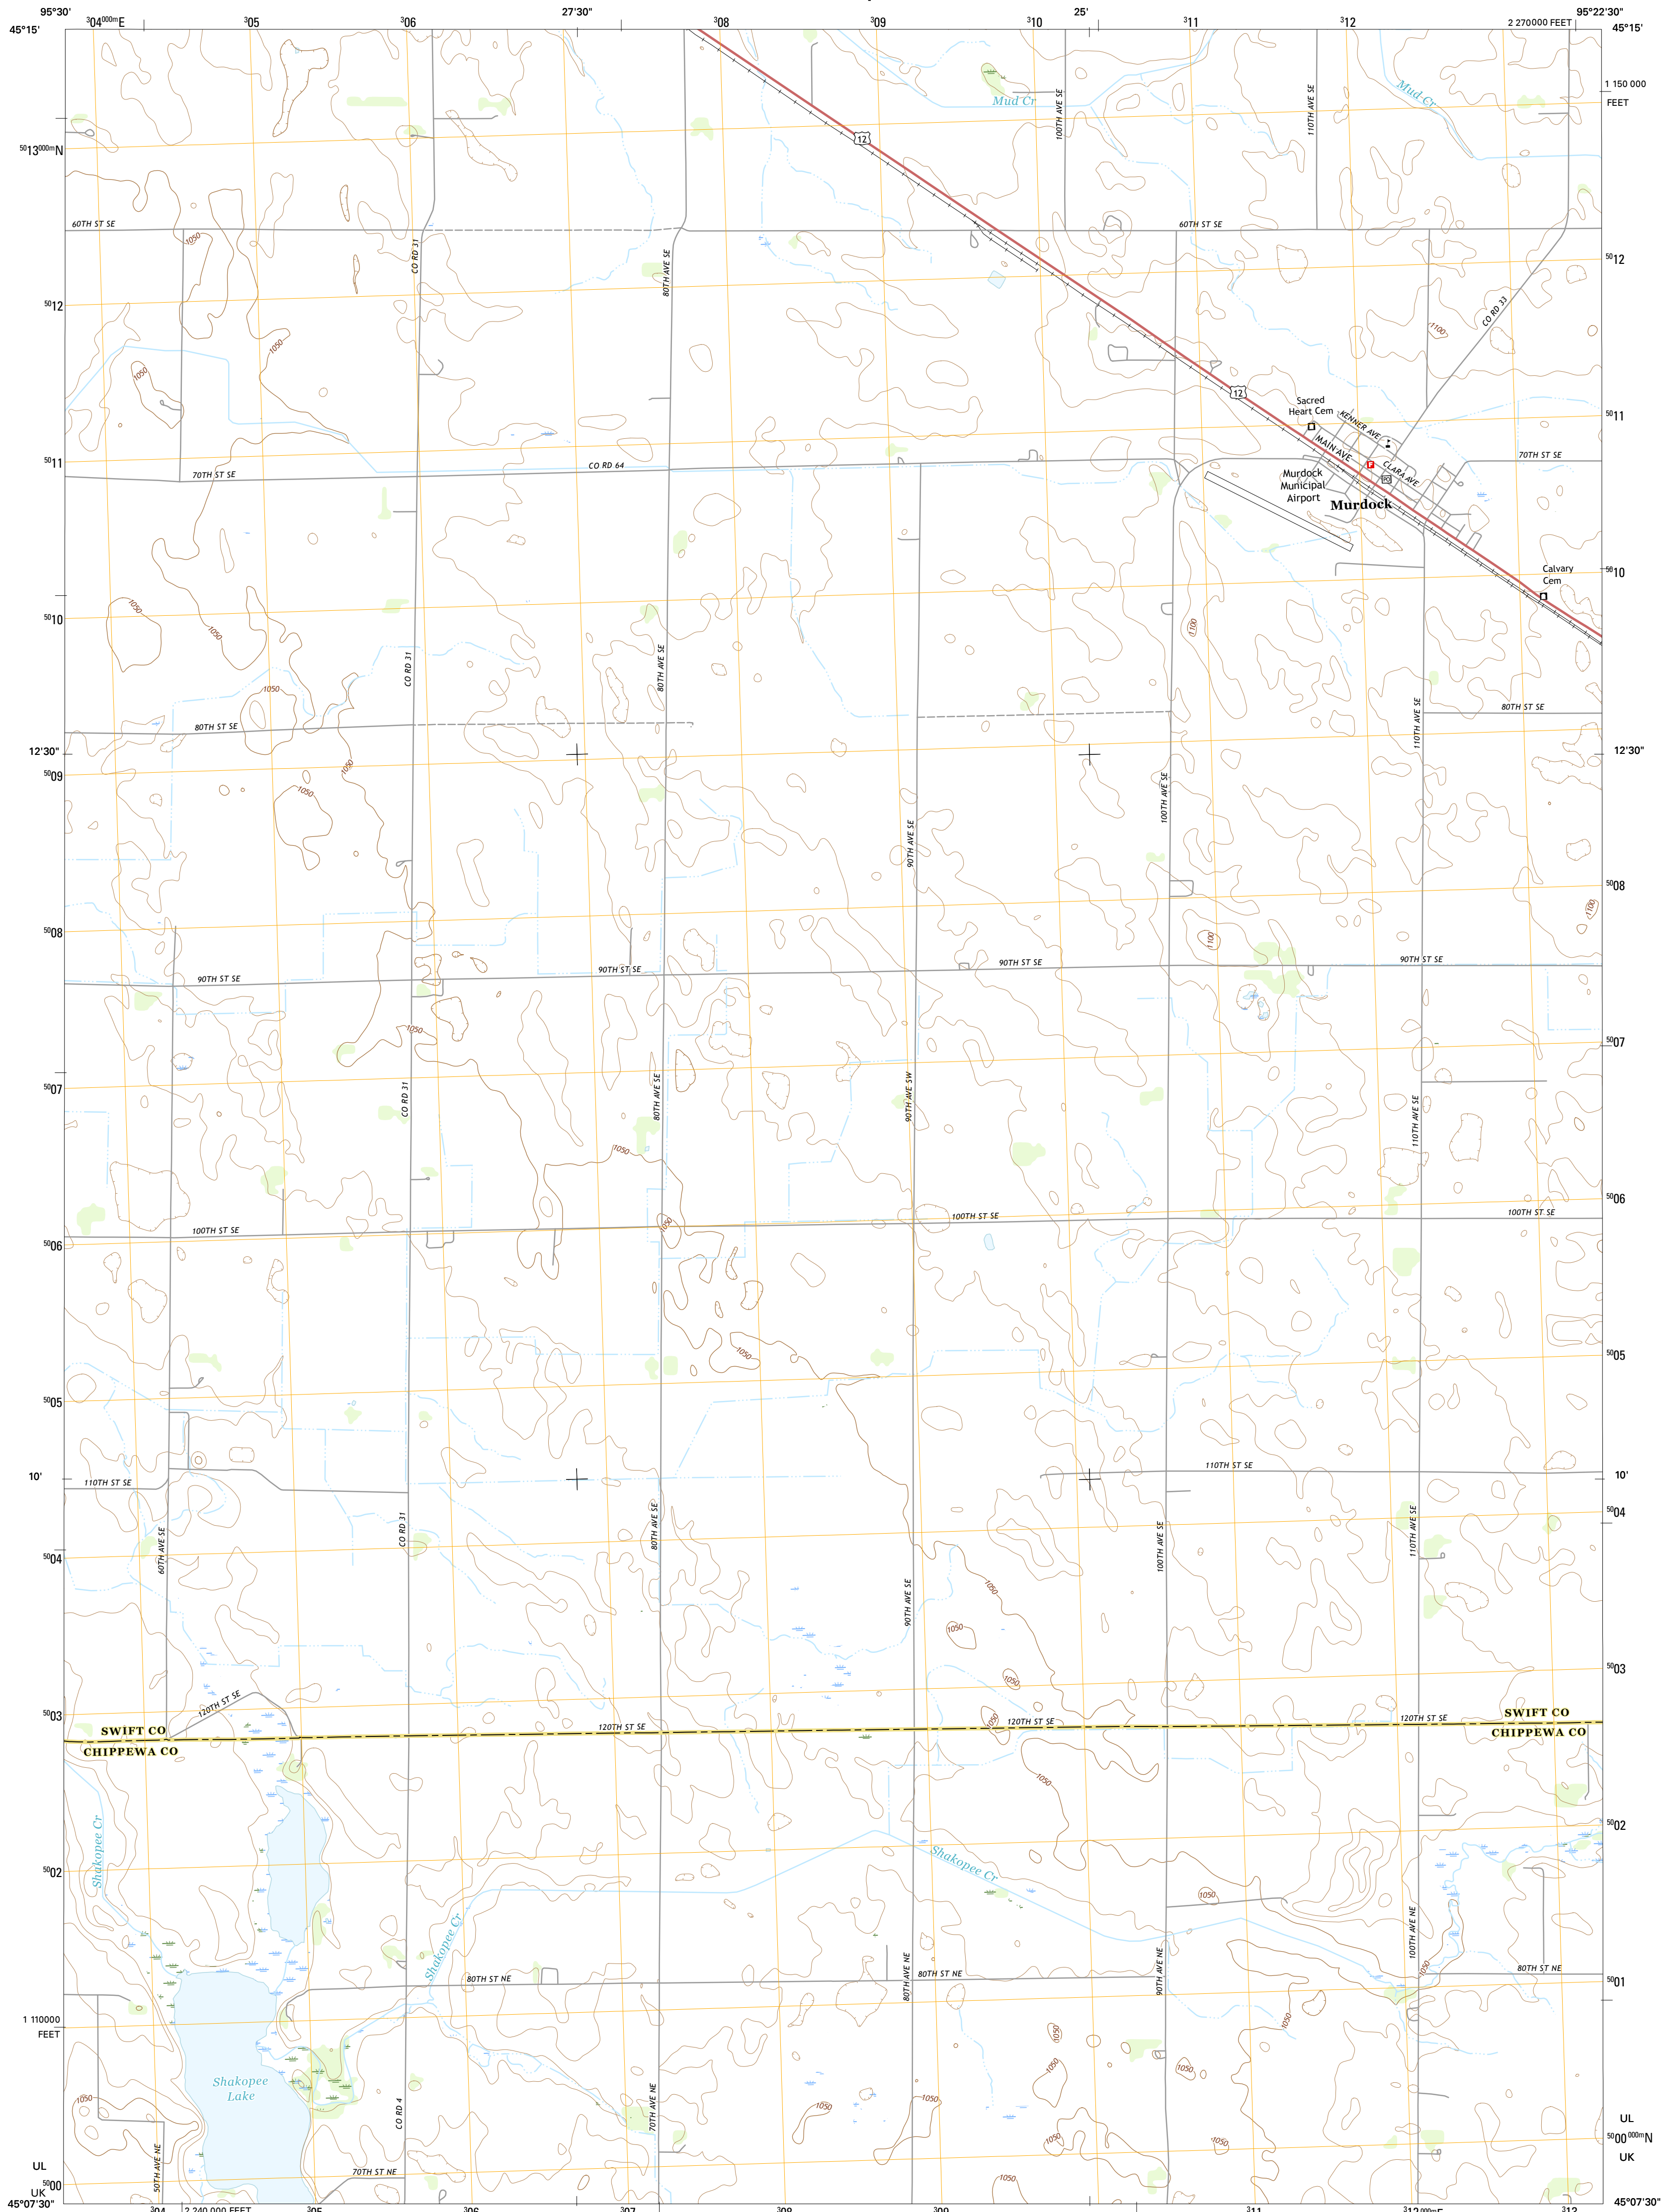 95°30'
304000mE
305
306
27'30"
308
309
310
25'
311
312
2 270 000 FEET
95°22'30"
45°15'
45°15'
1 150 000
FEET
Mud Cr
Mud Cr
100TH AVE SE
110TH AVE SE
12
5013000mN
60TH ST SE
1050
CO RD 31
80TH AVE SE
60TH ST SE
5012
5012
CO RD 33
1100
1050
1050
12
Sacred
Heart Cem
KENNER AVE
MAIN AVE
CLARA AVE
F
PO
5011
5011
70TH ST SE
CO RD 64
70TH ST SE
Murdock
Municipal
Airport
Murdock
Calvary
Cem
5010
5010
1050
1050
1100
CO RD 31
80TH AVE SE
1050
80TH ST SE
110TH AVE SE
80TH ST SE
12'30"
12'30"
5009
1050
1050
100TH AVE SE
90TH AVE SE
5008
5008
1100
1100
90TH ST SE
90TH ST SE
90TH ST SE
90TH ST SE
1050
5007
5007
CO RD 31
80TH AVE SE
90TH AVE SW
110TH AVE SE
1050
5006
5006
100TH ST SE
1050
100TH ST SE
100TH ST SE
5005
5005
1050
10'
10'
110TH ST SE
110TH ST SE
5004
5004
60TH AVE SE
CO RD 31
80TH AVE SE
90TH AVE SE
100TH AVE SE
110TH AVE SE
1050
1050
1050
1050
5003
5003
120TH ST SE
120TH ST SE
120TH ST SE
120TH ST SE
SWIFT CO
CHIPPEWA CO
SWIFT CO
CHIPPEWA CO
1050
5002
5002
Shakopee Cr
Shakopee Cr
Shakopee Cr
1050
1050
80TH ST NE
80TH ST NE
80TH ST NE
80TH AVE NE
90TH AVE NE
100TH AVE NE
5001
1 110000
FEET
1050
1050
1050
1050
Shakopee
Lake
1050
1050
1050
1050
1050
1050
1050
CO RD 4
70TH AVE NE
50TH AVE NE
70TH ST NE
UL
UK
UL
UK
5000
5000000mN
45°07'30"
45°07'30"
304
2 240 000 FEET
305
306
307
308
309
311
312000mE
313